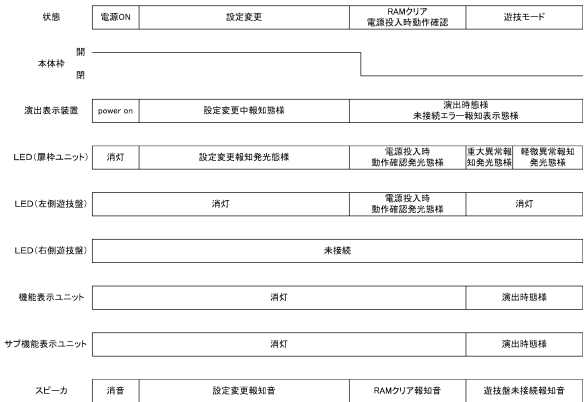 状態
電源ON
設定変更
RAMクリア
電源投入時動作確認
遊技モード
本体枠
開
閉
演出表示装置
power on
設定変更中報知態様
演出時態様
未接続エラー報知表示態様
LED(扉枠ユニット)
消灯
設定変更報知発光態様
電源投入時
動作確認発光態様
重大異常報
知発光態様
軽微異常報知
発光態様
LED(左側遊技盤)
消灯
電源投入時
動作確認発光態様
消灯
LED(右側遊技盤)
未接続
機能表示ユニット
消灯
演出時態様
サブ機能表示ユニット
消灯
演出時態様
スピーカ
消音
設定変更報知音
RAMクリア報知音
遊技盤未接続報知音